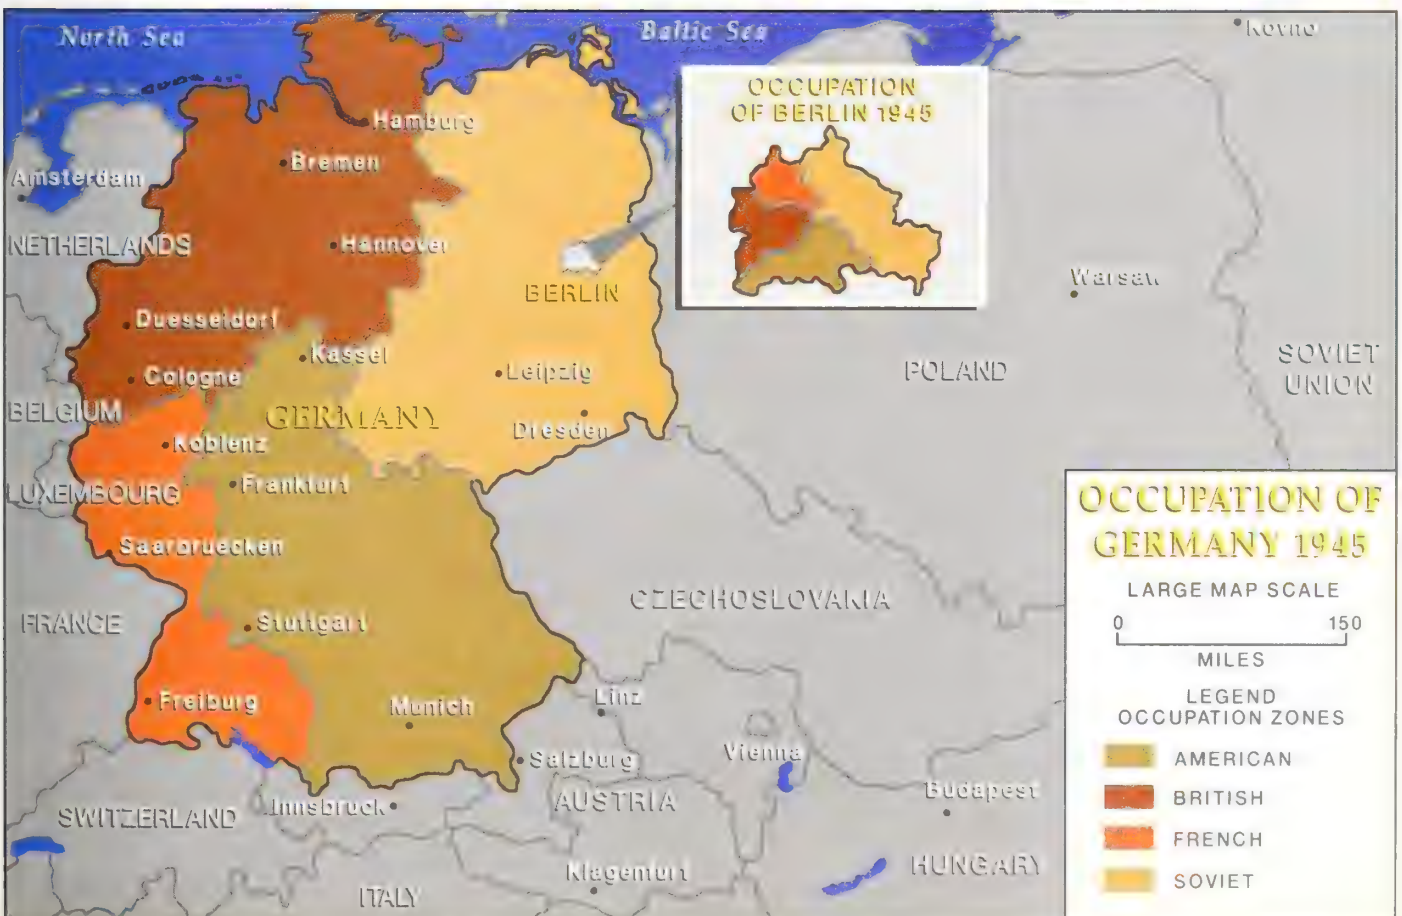 North Sea
Baltic Sea
Kovno
OCCUPATION
OF BERLIN 1945
Hamburg
Bremen
Amsterdam
NETHERLANDS
Hannover
BERLIN
Warsaw
Duesseldorf
Kassel
Cologne
Leipzig
POLAND
SOVIET
UNION
BELGIUM
GERMANY
Dresden
Koblenz
LUXEMBOURG
Frankfurt
OCCUPATION OF
GERMANY 1945
Saarbruecken
LARGE MAP SCALE
0 150
MILES
FRANCE
Stuttgart
CZECHOSLOVAKIA
LEGEND
OCCUPATION ZONES
Freiburg
Munich
Linz
Vienna
Salzburg
AMERICAN
BRITISH
FRENCH
SOVIET
Budapest
SWITZERLAND
Innsbruck
AUSTRIA
HUNGARY
Klagenfurt
ITALY